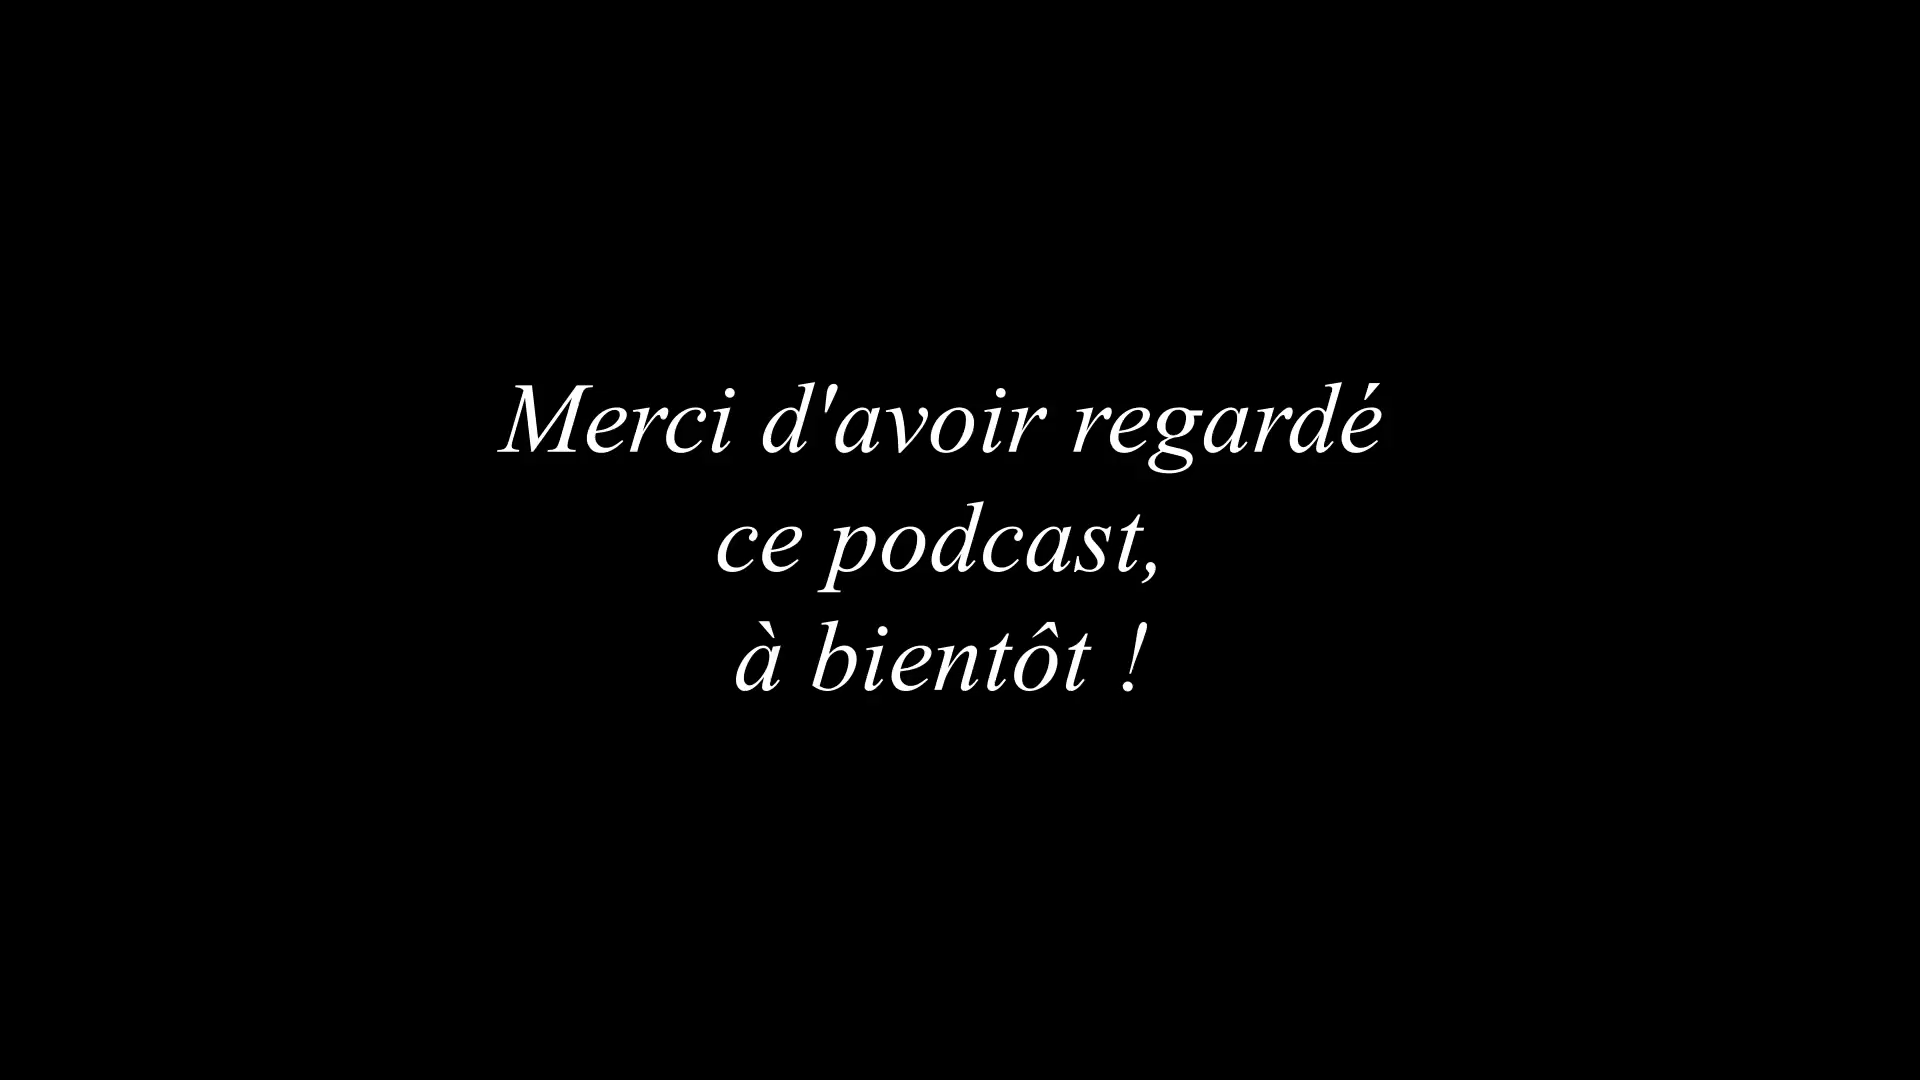 Merci d'avoir regardé
ce podcast,
à bientôt !